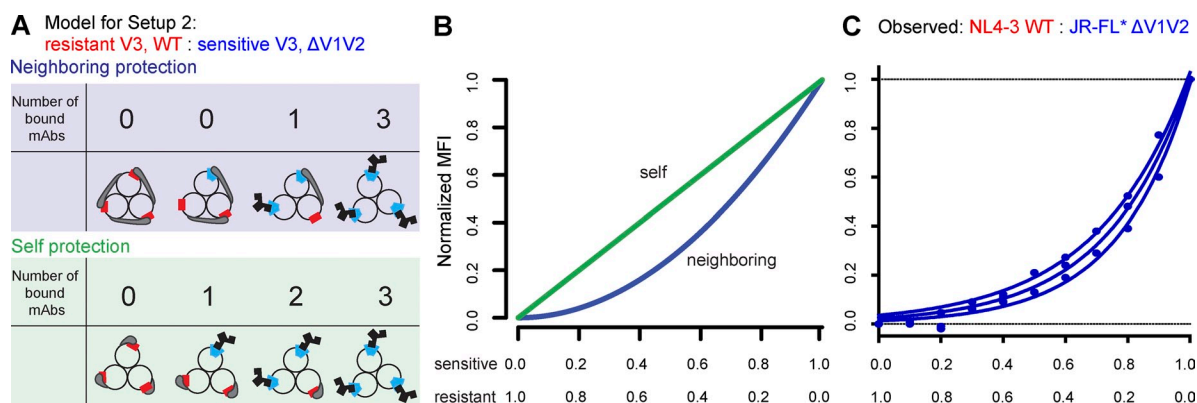 A Model for Setup 2:
resistant V3, WT : sensitive V3, ΔV1V2
Neighboring protection
Number of
bound
mAbs
0 0 1 3
Self protection
Number of
bound
mAbs
0 1 2 3
B
Normalized MFI
1.0
0.8
0.6
0.4
0.2
0.0
self
neighboring
sensitive 0.0 0.2 0.4 0.6 0.8 1.0
resistant 1.0 0.8 0.6 0.4 0.2 0.0
C Observed: NL4-3 WT : JR-FL* ΔV1V2
1.0
0.8
0.6
0.4
0.2
0.0
0.0 0.2 0.4 0.6 0.8 1.0
1.0 0.8 0.6 0.4 0.2 0.0